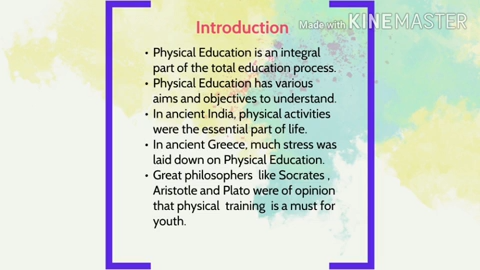 Introduction
Made with KINEMASTER
• Physical Education is an integral
part of the total education process.
• Physical Education has various
aims and objectives to understand.
• In ancient India, physical activities
were the essential part of life.
• In ancient Greece, much stress was
laid down on Physical Education.
• Great philosophers like Socrates ,
Aristotle and Plato were of opinion
that physical training is a must for
youth.